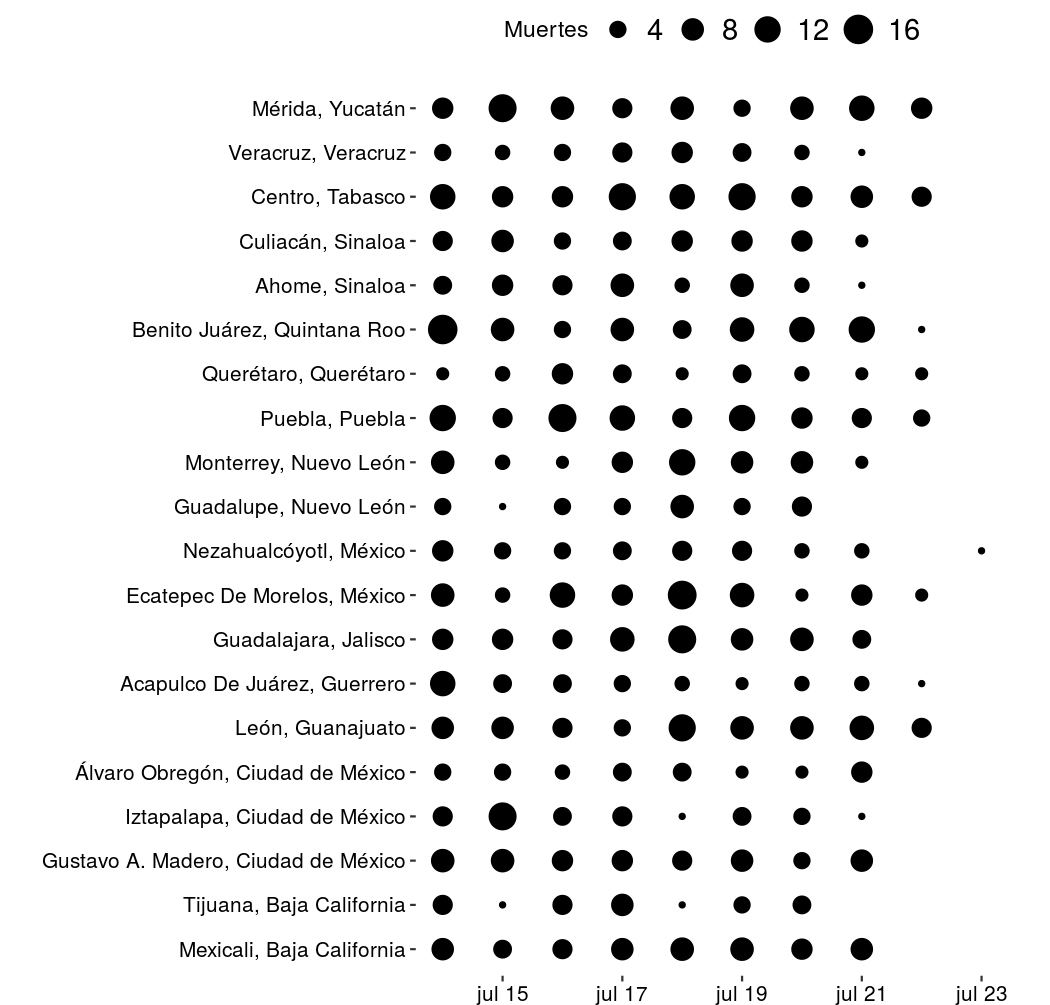 Muertes 4 8 12 16
Mérida, Yucatán
Veracruz, Veracruz
Centro, Tabasco
Culiacán, Sinaloa
Ahome, Sinaloa
Benito Juárez, Quintana Roo
Querétaro, Querétaro
Puebla, Puebla
Monterrey, Nuevo León
Guadalupe, Nuevo León
Nezahualcóyotl, México
Ecatepec De Morelos, México
Guadalajara, Jalisco
Acapulco De Juárez, Guerrero
León, Guanajuato
Álvaro Obregón, Ciudad de México
Iztapalapa, Ciudad de México
Gustavo A. Madero, Ciudad de México
Tijuana, Baja California
Mexicali, Baja California
jul 15 jul 17 jul 19 jul 21 jul 23